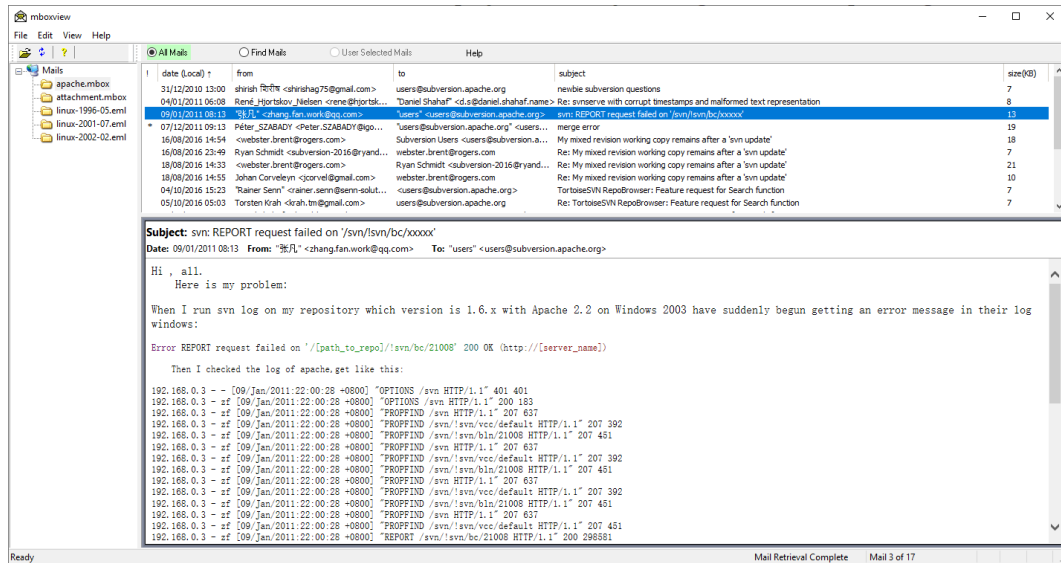 mboxview
File Edit View Help
All Mails Find Mails User Selected Mails Help
Mails
apache.mbox
attachment.mbox
linux-1996-05.eml
linux-2001-07.eml
linux-2002-02.eml
! date (Local) ↑ from to subject size(KB)
31/12/2010 13:00 shirish शिरीष <shirishag75@gmail.com> users@subversion.apache.org newbie subversion questions 7
04/01/2011 06:08 René_Hjortskov_Nielsen <rene@hjortsk... "Daniel Shahaf" <d.s@daniel.shahaf.name> Re: svnserve with corrupt timestamps and malformed text representation 8
09/01/2011 08:13 "张凡" <zhang.fan.work@qq.com> "users" <users@subversion.apache.org> svn: REPORT request failed on '/svn/!svn/bc/xxxxx' 13
* 07/12/2011 09:13 Péter_SZABADY <Peter.SZABADY@igo... "users@subversion.apache.org" <users... merge error 19
16/08/2016 14:54 <webster.brent@rogers.com> Subversion Users <users@subversion.a... My mixed revision working copy remains after a 'svn update' 18
16/08/2016 23:49 Ryan Schmidt <subversion-2016@ryand... webster.brent@rogers.com Re: My mixed revision working copy remains after a 'svn update' 7
18/08/2016 14:33 <webster.brent@rogers.com> Ryan Schmidt <subversion-2016@ryand... Re: My mixed revision working copy remains after a 'svn update' 21
18/08/2016 14:55 Johan Corveleyn <jcorvel@gmail.com> webster.brent@rogers.com Re: My mixed revision working copy remains after a 'svn update' 10
04/10/2016 15:23 "Rainer Senn" <rainer.senn@senn-solut... <users@subversion.apache.org> TortoiseSVN RepoBrowser: Feature request for Search function 7
05/10/2016 05:03 Torsten Krah <krah.tm@gmail.com> users@subversion.apache.org Re: TortoiseSVN RepoBrowser: Feature request for Search function 7
Subject: svn: REPORT request failed on '/svn/!svn/bc/xxxxx'
Date: 09/01/2011 08:13 From: "张凡" <zhang.fan.work@qq.com> To: "users" <users@subversion.apache.org>
Hi , all.
Here is my problem:
When I run svn log on my repository which version is 1.6.x with Apache 2.2 on Windows 2003 have suddenly begun getting an error message in their log
windows:
Error REPORT request failed on '/[path_to_repo]/!svn/bc/21008' 200 OK (http://[server_name])
Then I checked the log of apache,get like this:
192.168.0.3 - - [09/Jan/2011:22:00:28 +0800] "OPTIONS /svn HTTP/1.1" 401 401
192.168.0.3 - zf [09/Jan/2011:22:00:28 +0800] "OPTIONS /svn HTTP/1.1" 200 183
192.168.0.3 - zf [09/Jan/2011:22:00:28 +0800] "PROPFIND /svn HTTP/1.1" 207 637
192.168.0.3 - zf [09/Jan/2011:22:00:28 +0800] "PROPFIND /svn/!svn/vcc/default HTTP/1.1" 207 392
192.168.0.3 - zf [09/Jan/2011:22:00:28 +0800] "PROPFIND /svn/!svn/bln/21008 HTTP/1.1" 207 451
192.168.0.3 - zf [09/Jan/2011:22:00:28 +0800] "PROPFIND /svn HTTP/1.1" 207 637
192.168.0.3 - zf [09/Jan/2011:22:00:28 +0800] "PROPFIND /svn/!svn/vcc/default HTTP/1.1" 207 392
192.168.0.3 - zf [09/Jan/2011:22:00:28 +0800] "PROPFIND /svn/!svn/bln/21008 HTTP/1.1" 207 451
192.168.0.3 - zf [09/Jan/2011:22:00:28 +0800] "PROPFIND /svn HTTP/1.1" 207 637
192.168.0.3 - zf [09/Jan/2011:22:00:28 +0800] "PROPFIND /svn/!svn/vcc/default HTTP/1.1" 207 392
192.168.0.3 - zf [09/Jan/2011:22:00:28 +0800] "PROPFIND /svn/!svn/bln/21008 HTTP/1.1" 207 451
192.168.0.3 - zf [09/Jan/2011:22:00:28 +0800] "PROPFIND /svn HTTP/1.1" 207 637
192.168.0.3 - zf [09/Jan/2011:22:00:28 +0800] "PROPFIND /svn/!svn/vcc/default HTTP/1.1" 207 451
192.168.0.3 - zf [09/Jan/2011:22:00:28 +0800] "REPORT /svn/!svn/bc/21008 HTTP/1.1" 200 298581
Ready Mail Retrieval Complete Mail 3 of 17